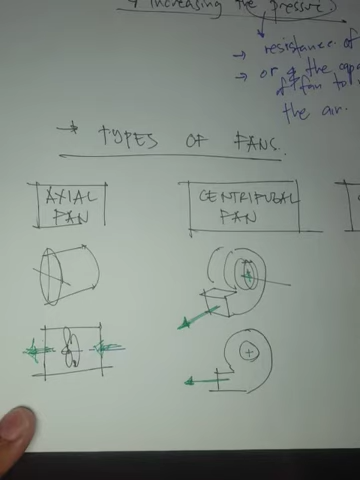 increasing the pressure
→ resistance of
→ or the
fan to
the air.
→ TYPES OF FANS.
AXIAL
FAN
CENTRIFUGAL
FAN